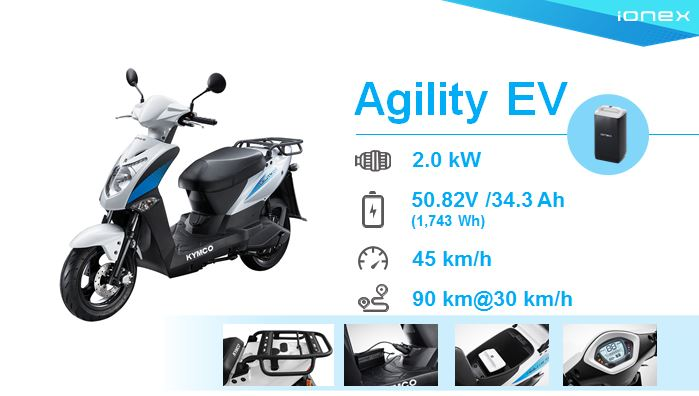 ionex
Agility EV
2.0 kW
50.82V /34.3 Ah
(1,743 Wh)
45 km/h
90 km@30 km/h
KYMCO
KYMCO